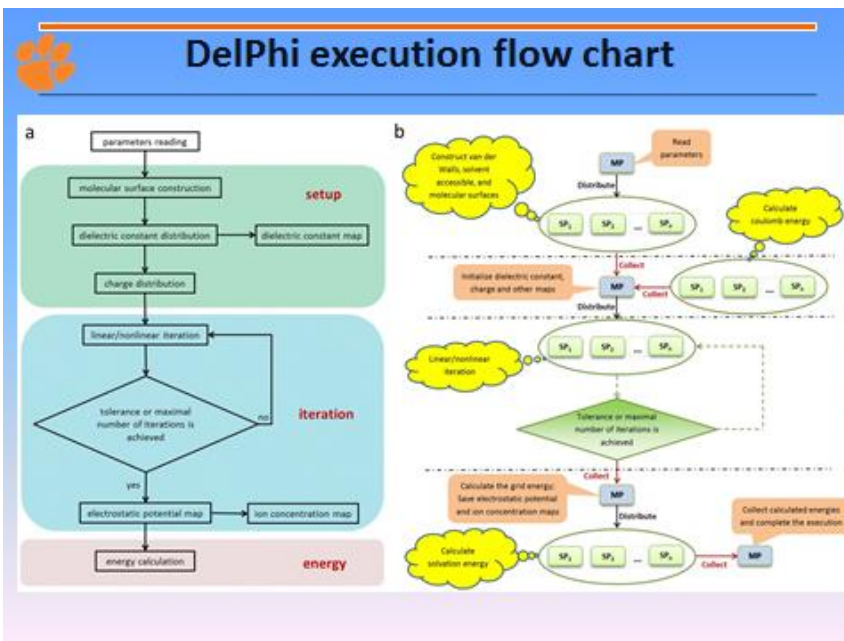 DelPhi execution flow chart
a
parameters reading
molecular surface construction
setup
dielectric constant distribution
dielectric constant map
charge distribution
linear/nonlinear iteration
tolerance or maximal
number of iterations is
achieved
no
iteration
yes
electrostatic potential map
ion concentration map
energy calculation
energy
b
Construct van der
Walls, solvent
accessible, and
molecular surfaces
MP
Read
parameters
Distribute
SP₁ SP₂ ... SPₙ
Calculate
coulomb energy
Collect
Initialize dielectric constant,
charge and other maps
MP
Collect
SP₁ SP₂ ... SPₙ
Distribute
SP₁ SP₂ ... SPₙ
Linear/nonlinear
iteration
Tolerance or maximal
number of iterations is
achieved
Collect
Calculate the grid energy;
Save electrostatic potential
and ion concentration maps
MP
Distribute
Collect calculated energies
and complete the execution
Calculate
solvation energy
SP₁ SP₂ ... SPₙ
Collect
MP